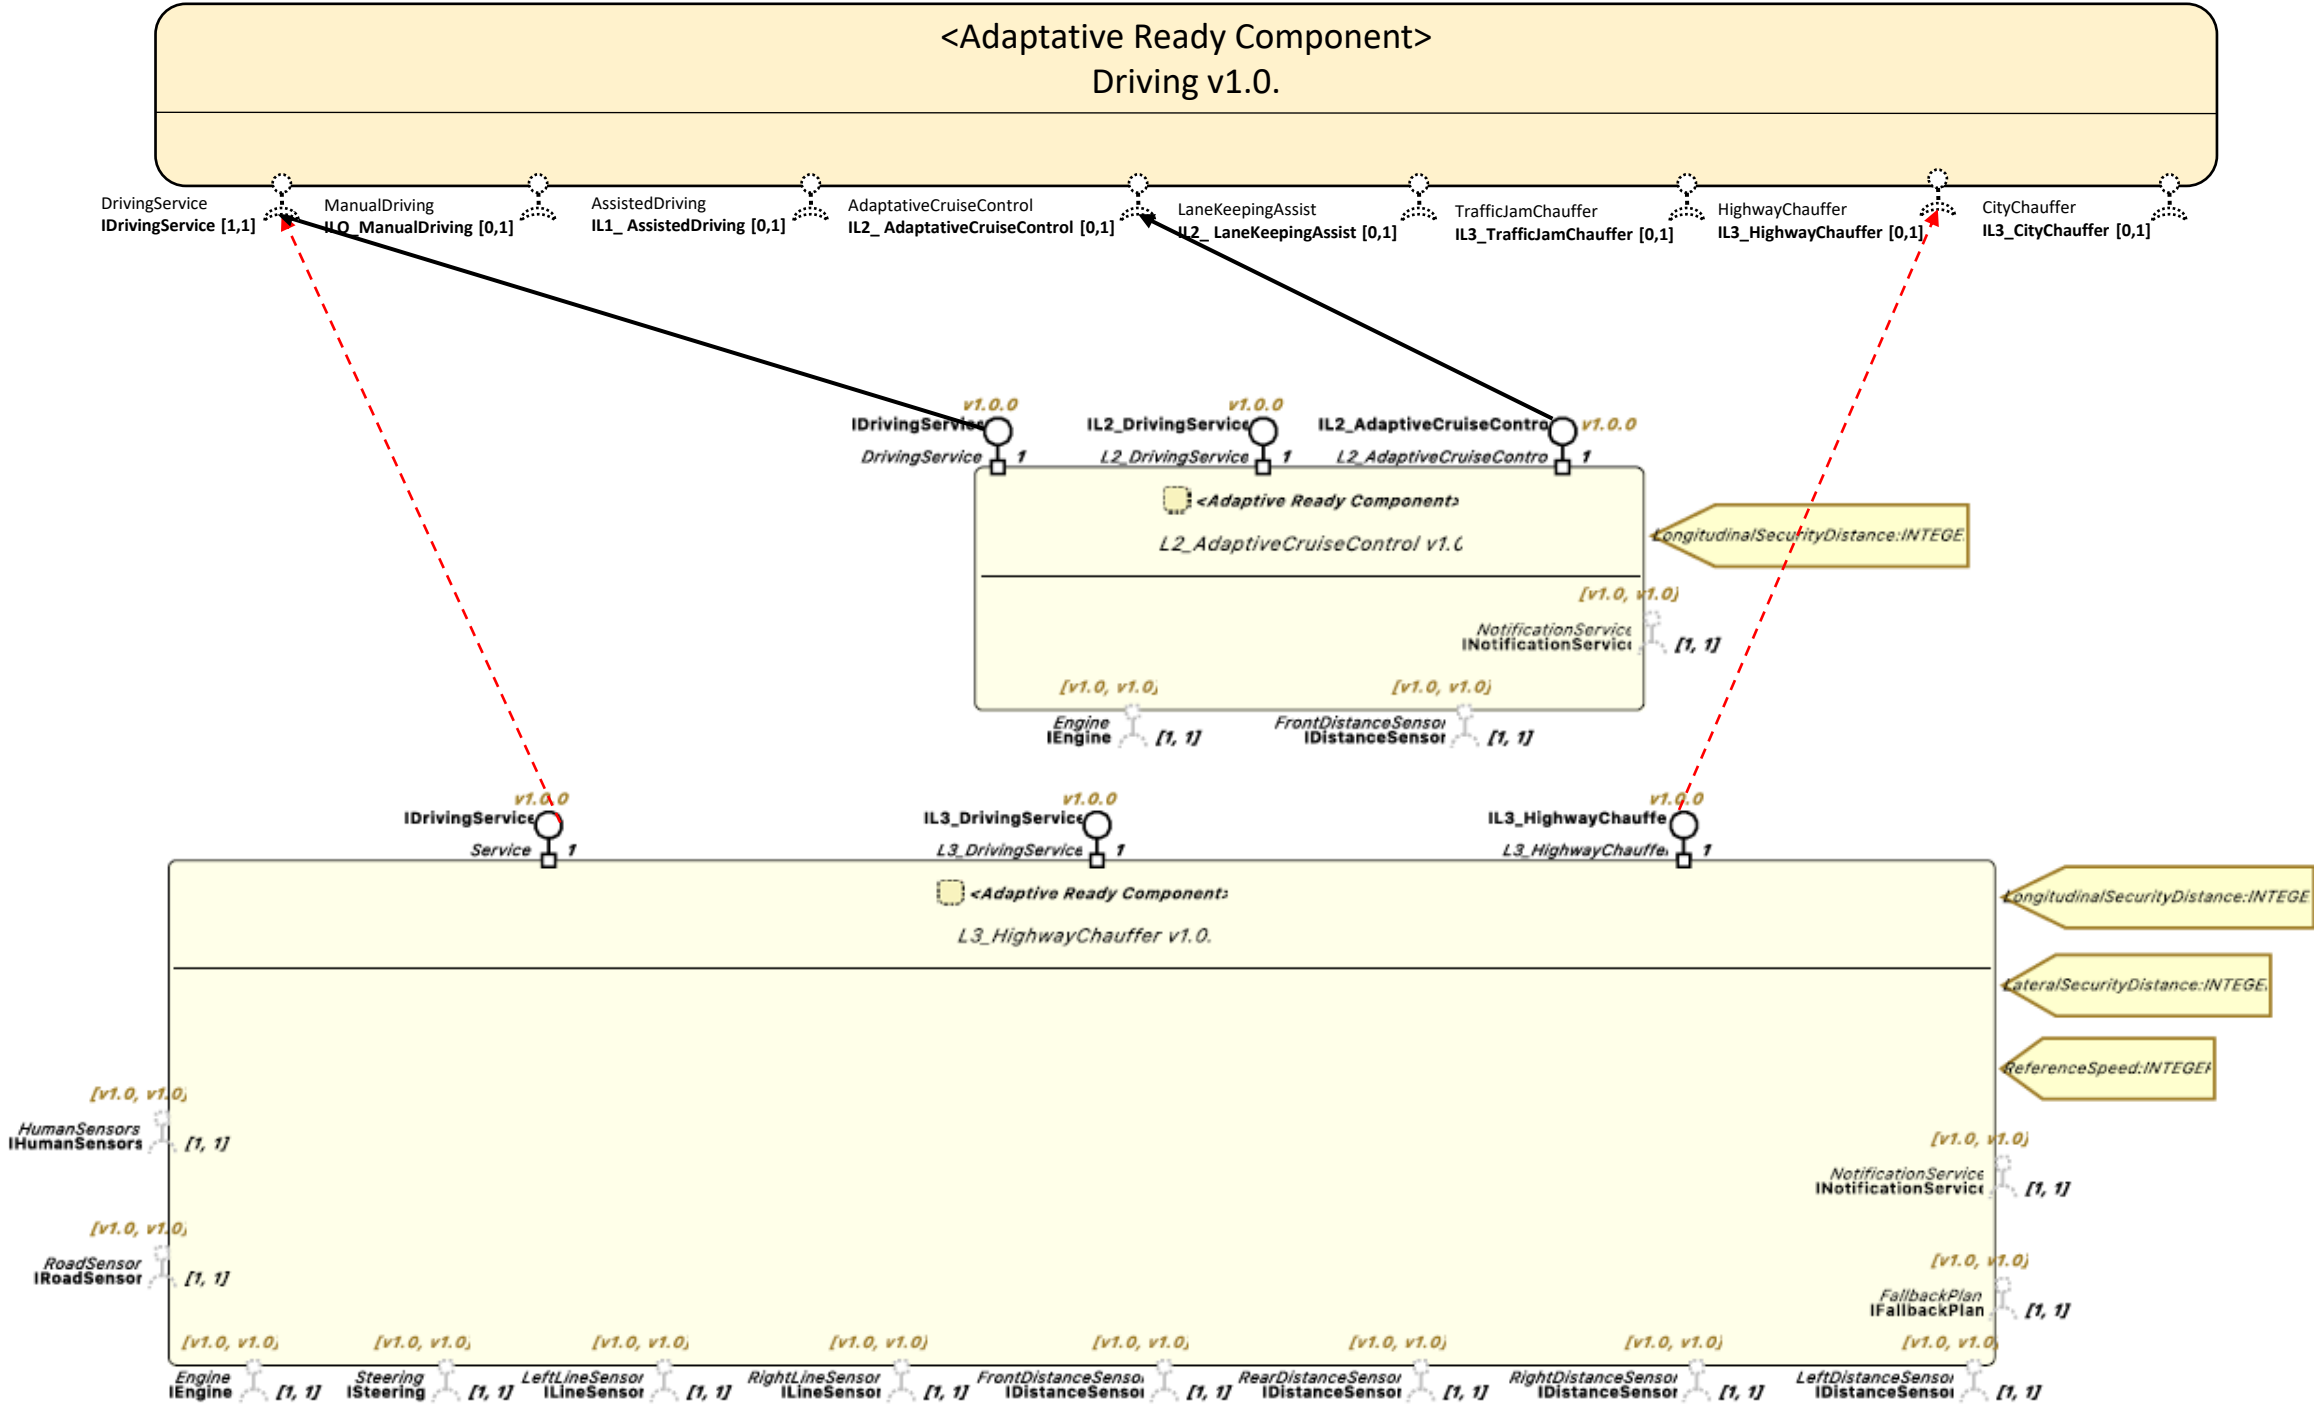 <Adaptative Ready Component>
Driving v1.0.
DrivingService
IDrivingService [1,1]
ManualDriving
ILO_ManualDriving [0,1]
AssistedDriving
IL1_ AssistedDriving [0,1]
AdaptativeCruiseControl
IL2_ AdaptativeCruiseControl [0,1]
LaneKeepingAssist
IL2_ LaneKeepingAssist [0,1]
TrafficJamChauffer
IL3_TrafficJamChauffer [0,1]
HighwayChauffer
IL3_HighwayChauffer [0,1]
CityChauffer
IL3_CityChauffer [0,1]
v1.0.0
IDrivingService
DrivingService 1
v1.0.0
IL2_DrivingService
L2_DrivingService 1
IL2_AdaptiveCruiseContro v1.0.0
L2_AdaptiveCruiseContro 1
<Adaptive Ready Component>
L2_AdaptiveCruiseControl v1.0
LongitudinalSecurityDistance:INTEGE
[v1.0, v1.0]
NotificationService
INotificationService [1, 1]
[v1.0, v1.0]
Engine
IEngine [1, 1]
[v1.0, v1.0]
FrontDistanceSensor
IDistanceSensor [1, 1]
v1.0.0
IDrivingService
Service 1
v1.0.0
IL3_DrivingService
L3_DrivingService 1
v1.0.0
IL3_HighwayChauffe
L3_HighwayChauffer 1
<Adaptive Ready Component>
L3_HighwayChauffer v1.0.
LongitudinalSecurityDistance:INTEGE
LateralSecurityDistance:INTEGE
ReferenceSpeed:INTEGER
[v1.0, v1.0]
HumanSensors
IHumanSensors [1, 1]
[v1.0, v1.0]
NotificationService
INotificationService [1, 1]
[v1.0, v1.0]
RoadSensor
IRoadSensor [1, 1]
[v1.0, v1.0]
FallbackPlan
IFallbackPlan [1, 1]
[v1.0, v1.0]
Engine
IEngine [1, 1]
[v1.0, v1.0]
Steering
ISteering [1, 1]
[v1.0, v1.0]
LeftLineSensor
ILineSensor [1, 1]
[v1.0, v1.0]
RightLineSensor
ILineSensor [1, 1]
[v1.0, v1.0]
FrontDistanceSensor
IDistanceSensor [1, 1]
[v1.0, v1.0]
RearDistanceSensor
IDistanceSensor [1, 1]
[v1.0, v1.0]
RightDistanceSensor
IDistanceSensor [1, 1]
[v1.0, v1.0]
LeftDistanceSensor
IDistanceSensor [1, 1]